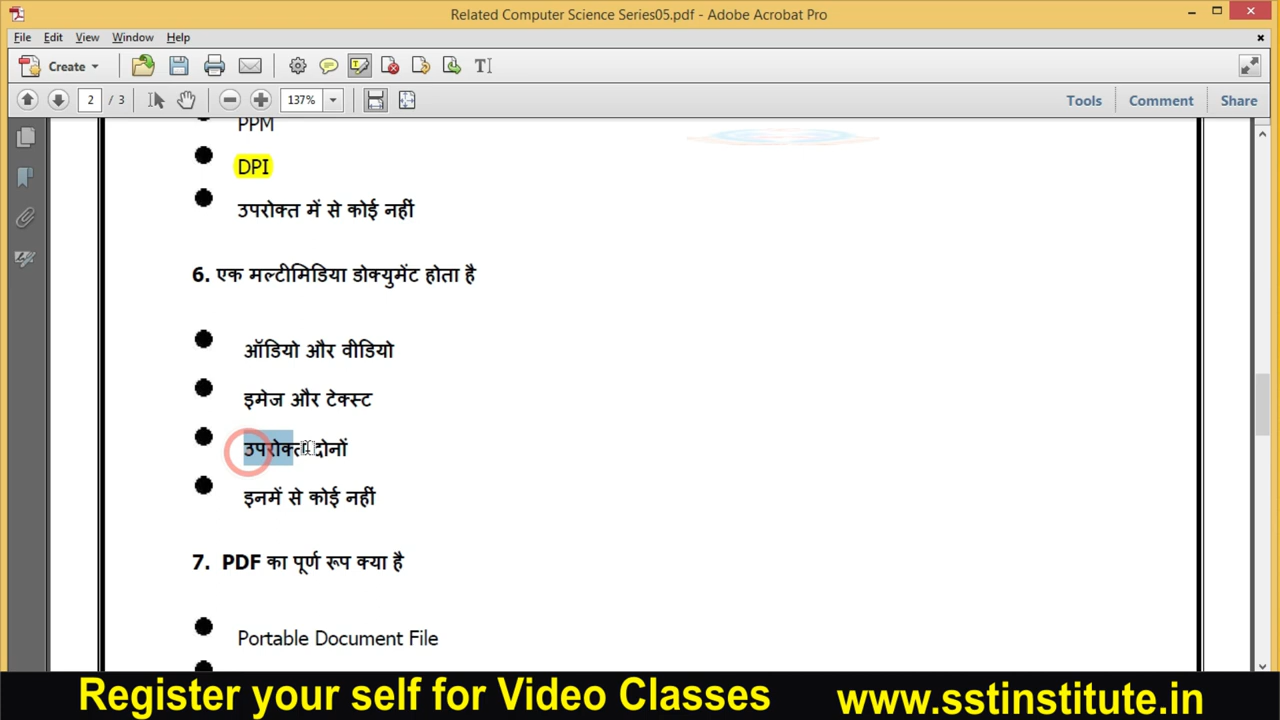 Related Computer Science Series05.pdf - Adobe Acrobat Pro
File Edit View Window Help
Create
2 / 3 137% Tools Comment Share
PPM
DPI
उपरोक्त में से कोई नहीं
6. एक मल्टीमिडिया डोक्युमेंट होता है
ऑडियो और वीडियो
इमेज और टेक्स्ट
उपरोक्त दोनों
इनमें से कोई नहीं
7. PDF का पूर्ण रूप क्या है
Portable Document File
Register your self for Video Classes www.sstinstitute.in